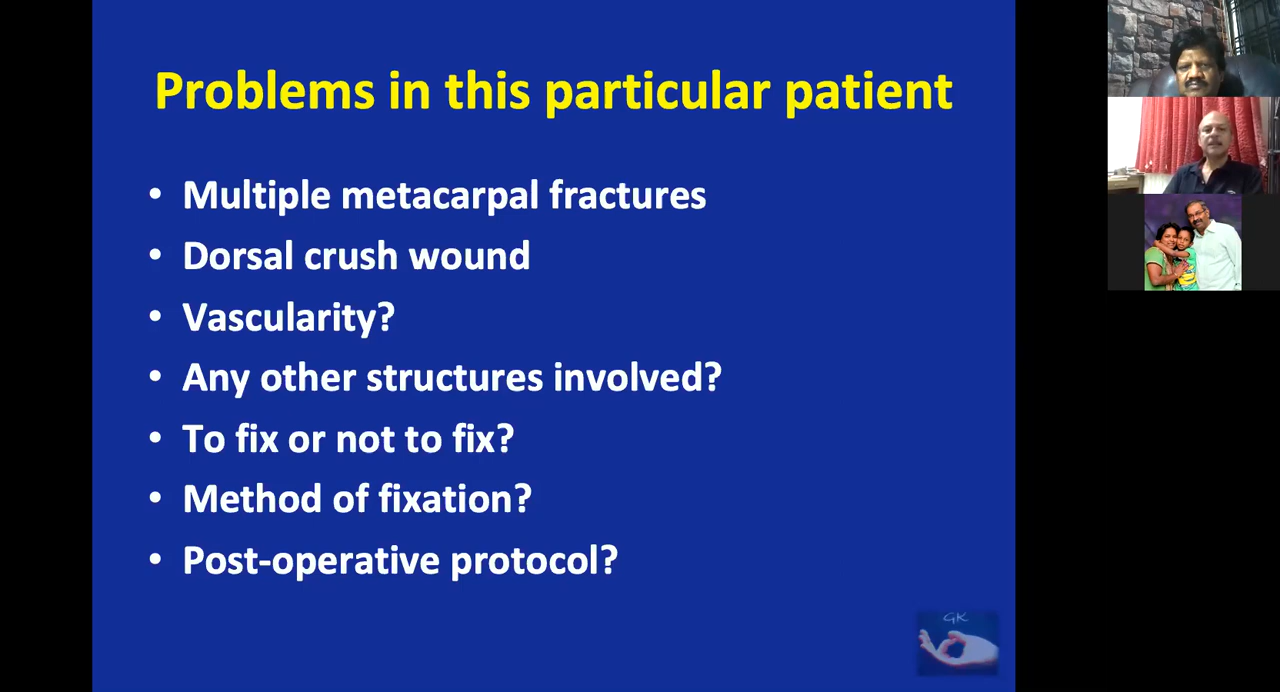 Problems in this particular patient
• Multiple metacarpal fractures
• Dorsal crush wound
• Vascularity?
• Any other structures involved?
• To fix or not to fix?
• Method of fixation?
• Post-operative protocol?
GK